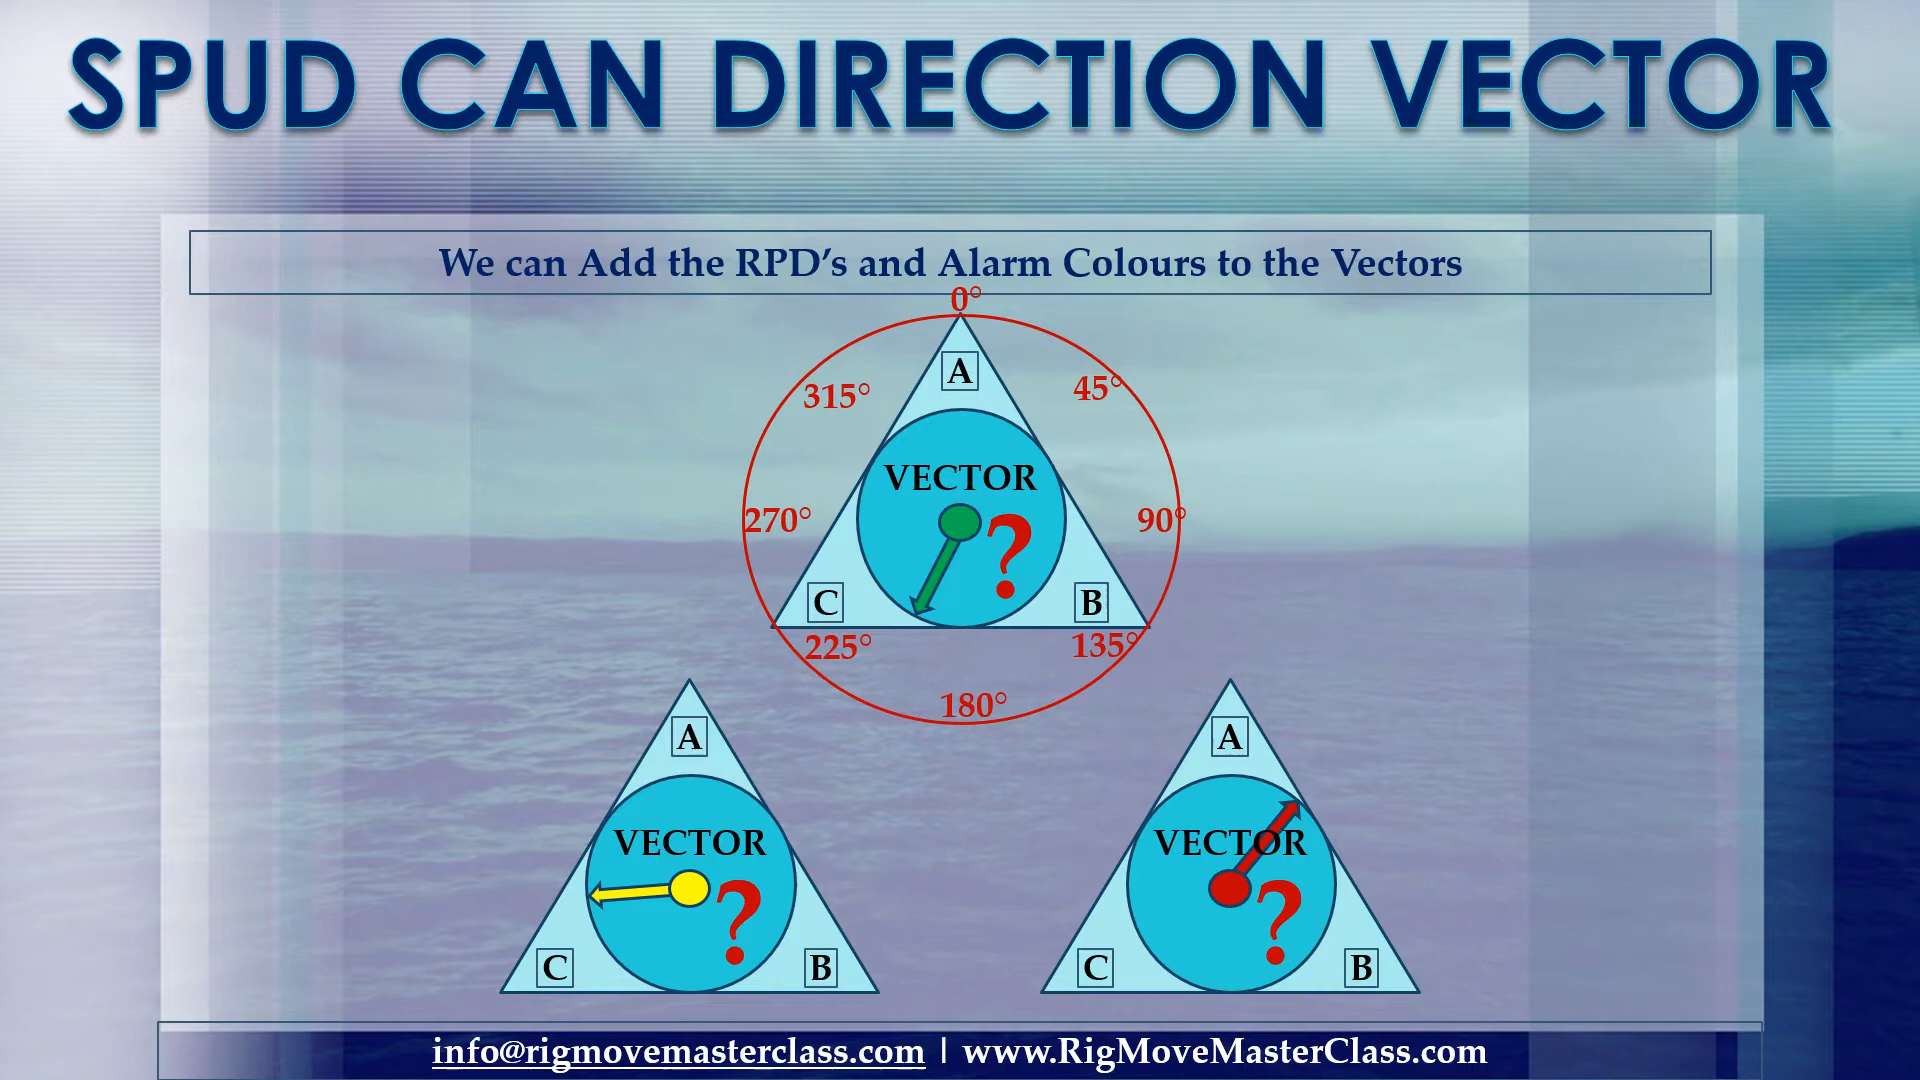 SPUD CAN DIRECTION VECTOR
We can Add the RPD’s and Alarm Colours to the Vectors
0°
A
315°
45°
VECTOR
270°
?
90°
C
B
225°
135°
180°
A
VECTOR
?
C
B
A
VECTOR
?
C
B
info@rigmovemasterclass.com | www.RigMoveMasterClass.com